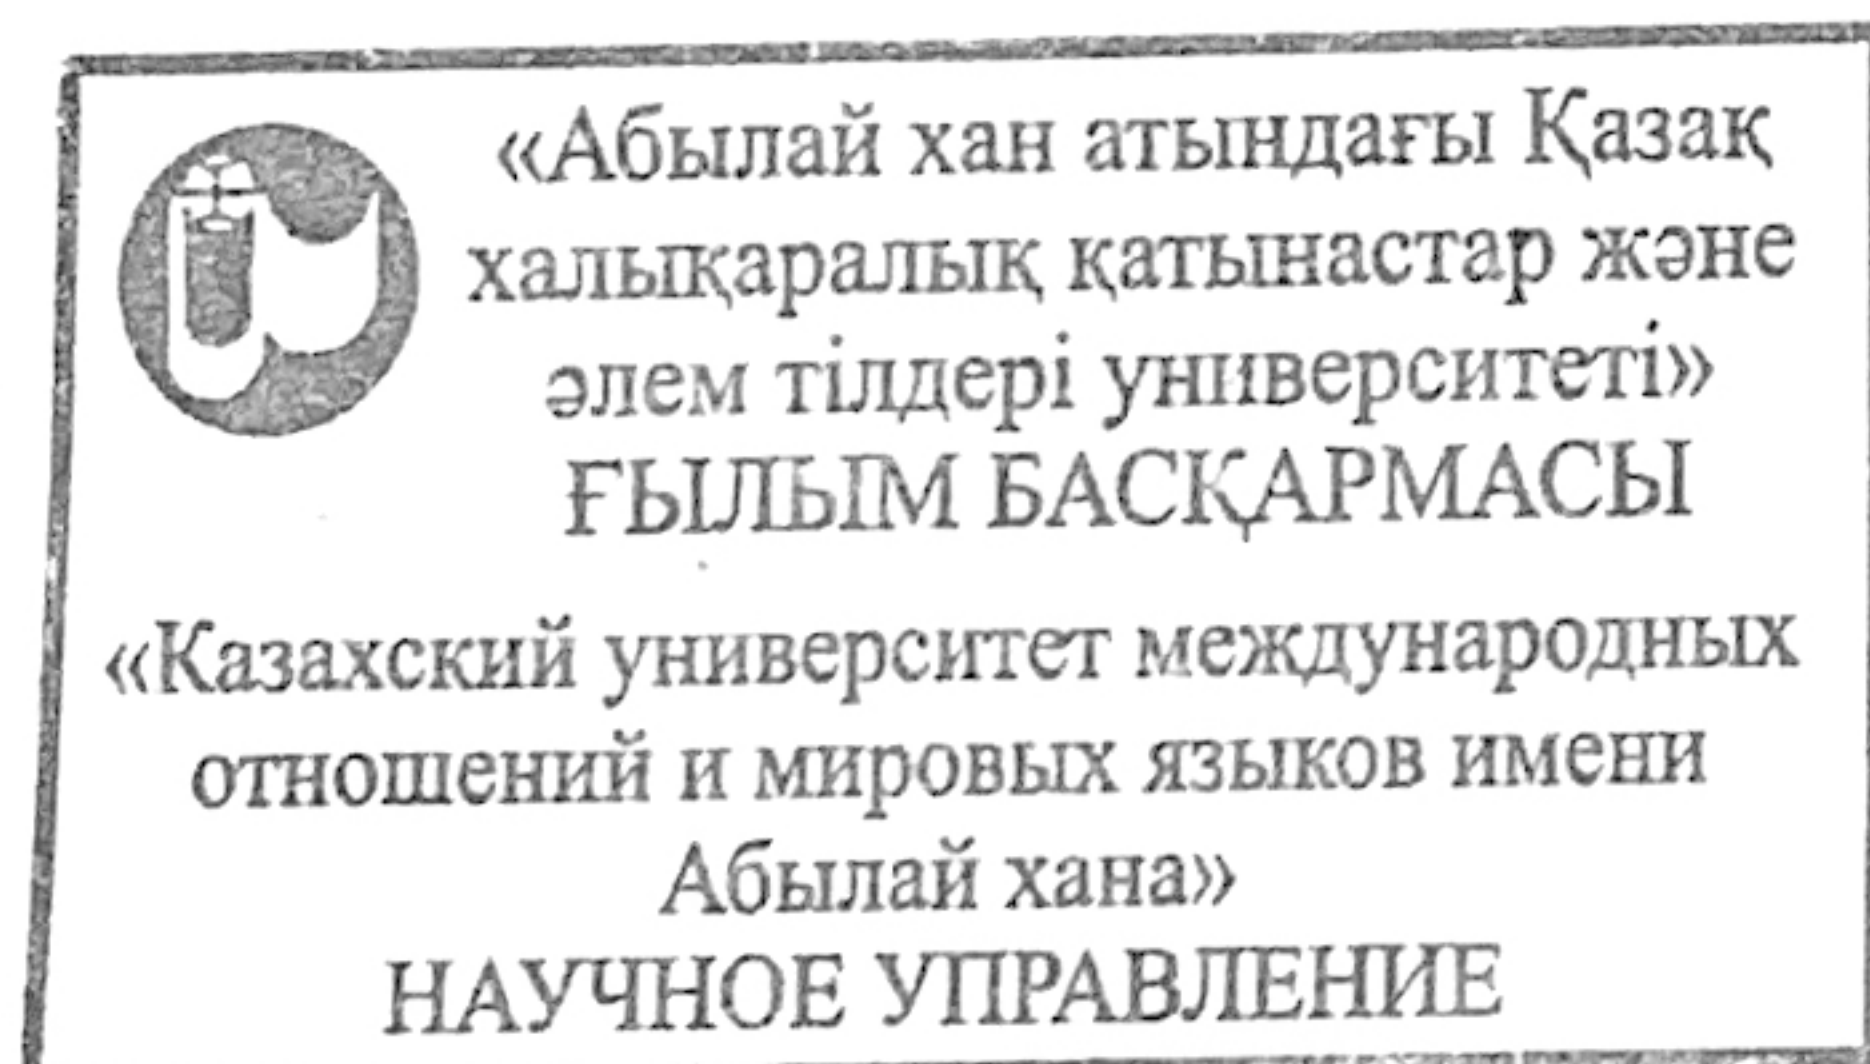 «Абылай хан атындағы Қазақ
халықаралық қатынастар және
әлем тілдері университеті»
ҒЫЛЫМ БАСҚАРМАСЫ
«Казахский университет международных
отношений и мировых языков имени
Абылай хана»
НАУЧНОЕ УПРАВЛЕНИЕ